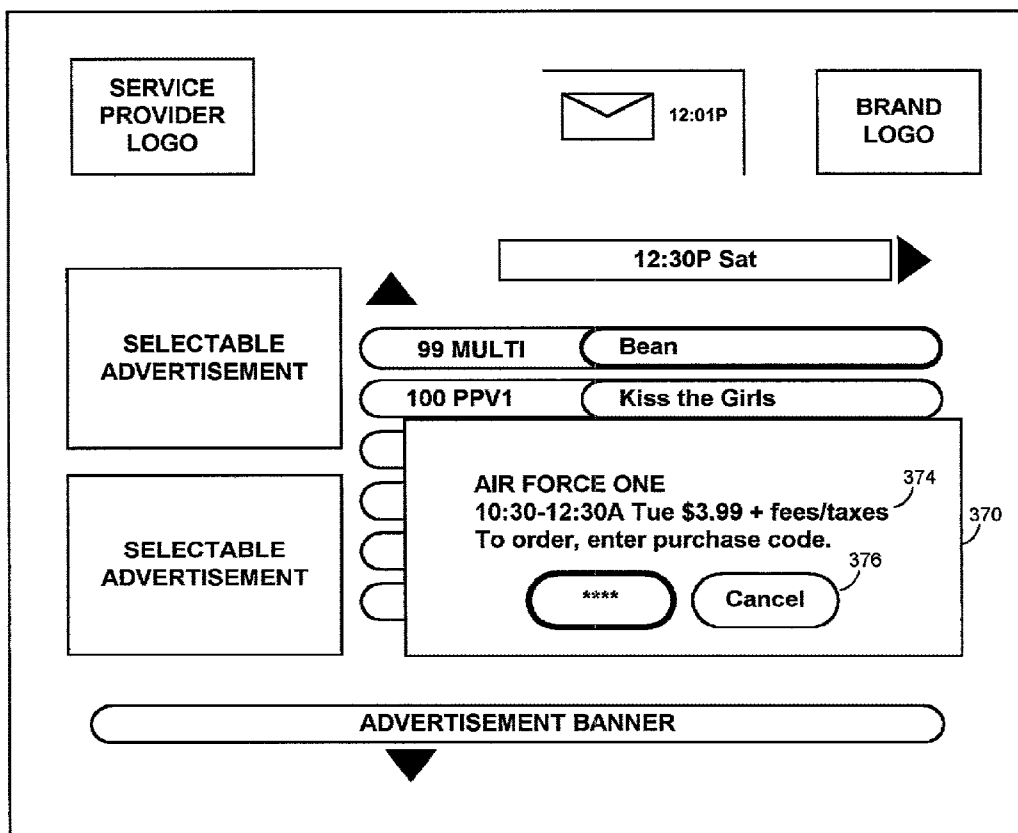 SERVICE
PROVIDER
LOGO
12:01P
BRAND
LOGO
12:30P Sat
SELECTABLE
ADVERTISEMENT
99 MULTI
Bean
100 PPV1
Kiss the Girls
SELECTABLE
ADVERTISEMENT
AIR FORCE ONE
10:30-12:30A Tue $3.99 + fees/taxes
To order, enter purchase code.
374
370
376
****
Cancel
ADVERTISEMENT BANNER